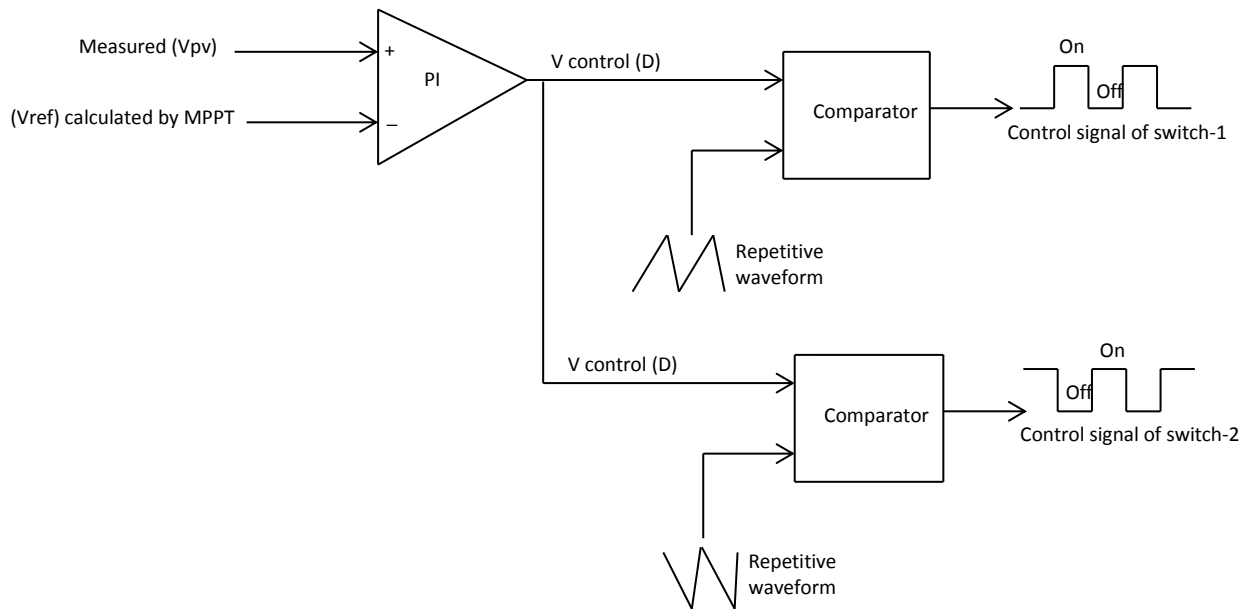 Measured (Vpv)
+
PI
(Vref) calculated by MPPT
–
V control (D)
Comparator
On
Off
Control signal of switch-1
Repetitive
waveform
V control (D)
Comparator
On
Off
Control signal of switch-2
Repetitive
waveform